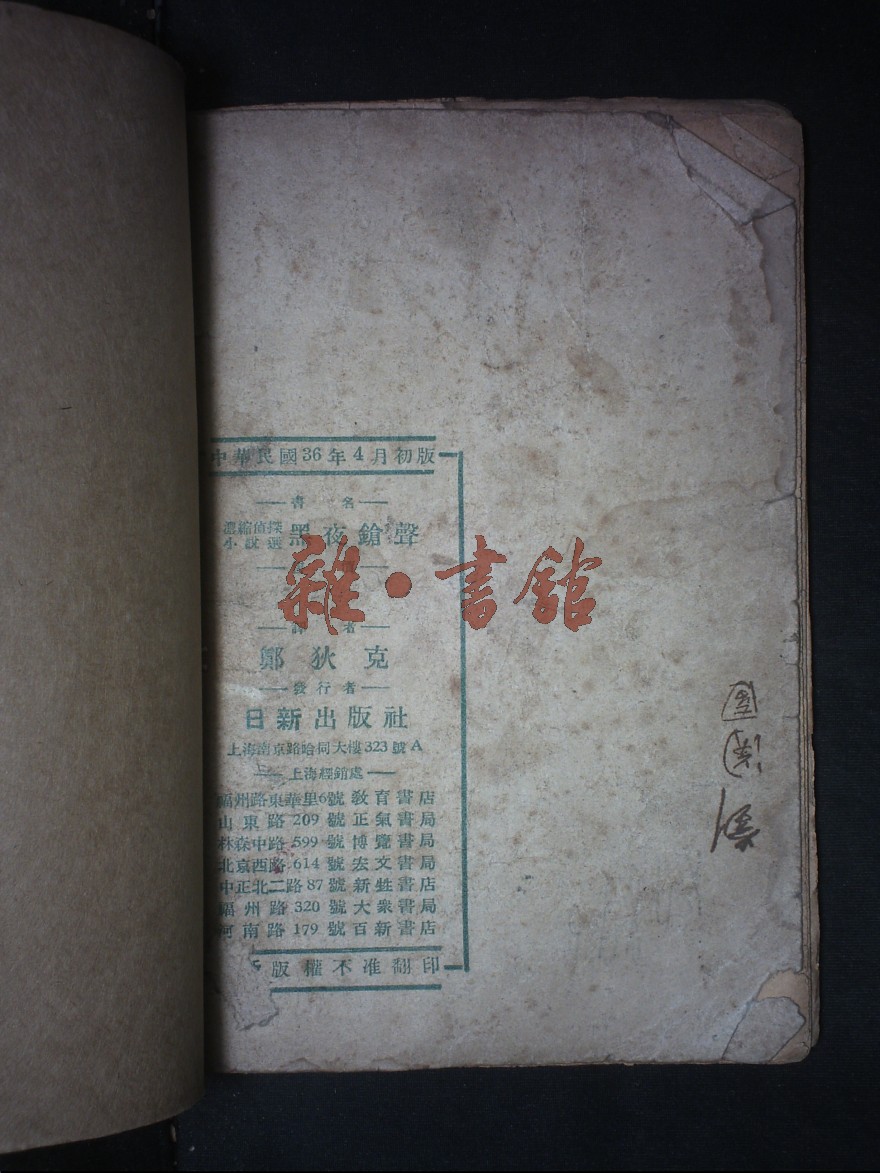 中華民國36年4月初版
書名
濃縮偵探
小說選
黑夜鎗聲
雜·書館
譯者
鄭狄克
發行者
日新出版社
上海南京路哈同大樓323號A
上海經銷處
福州路東華里6號教育書店
山東路209號正氣書局
林森中路599號博覽書局
北京西路614號宏文書局
中正北二路87號新甡書店
福州路320號大衆書局
河南路179號百新書店
版權不准翻印